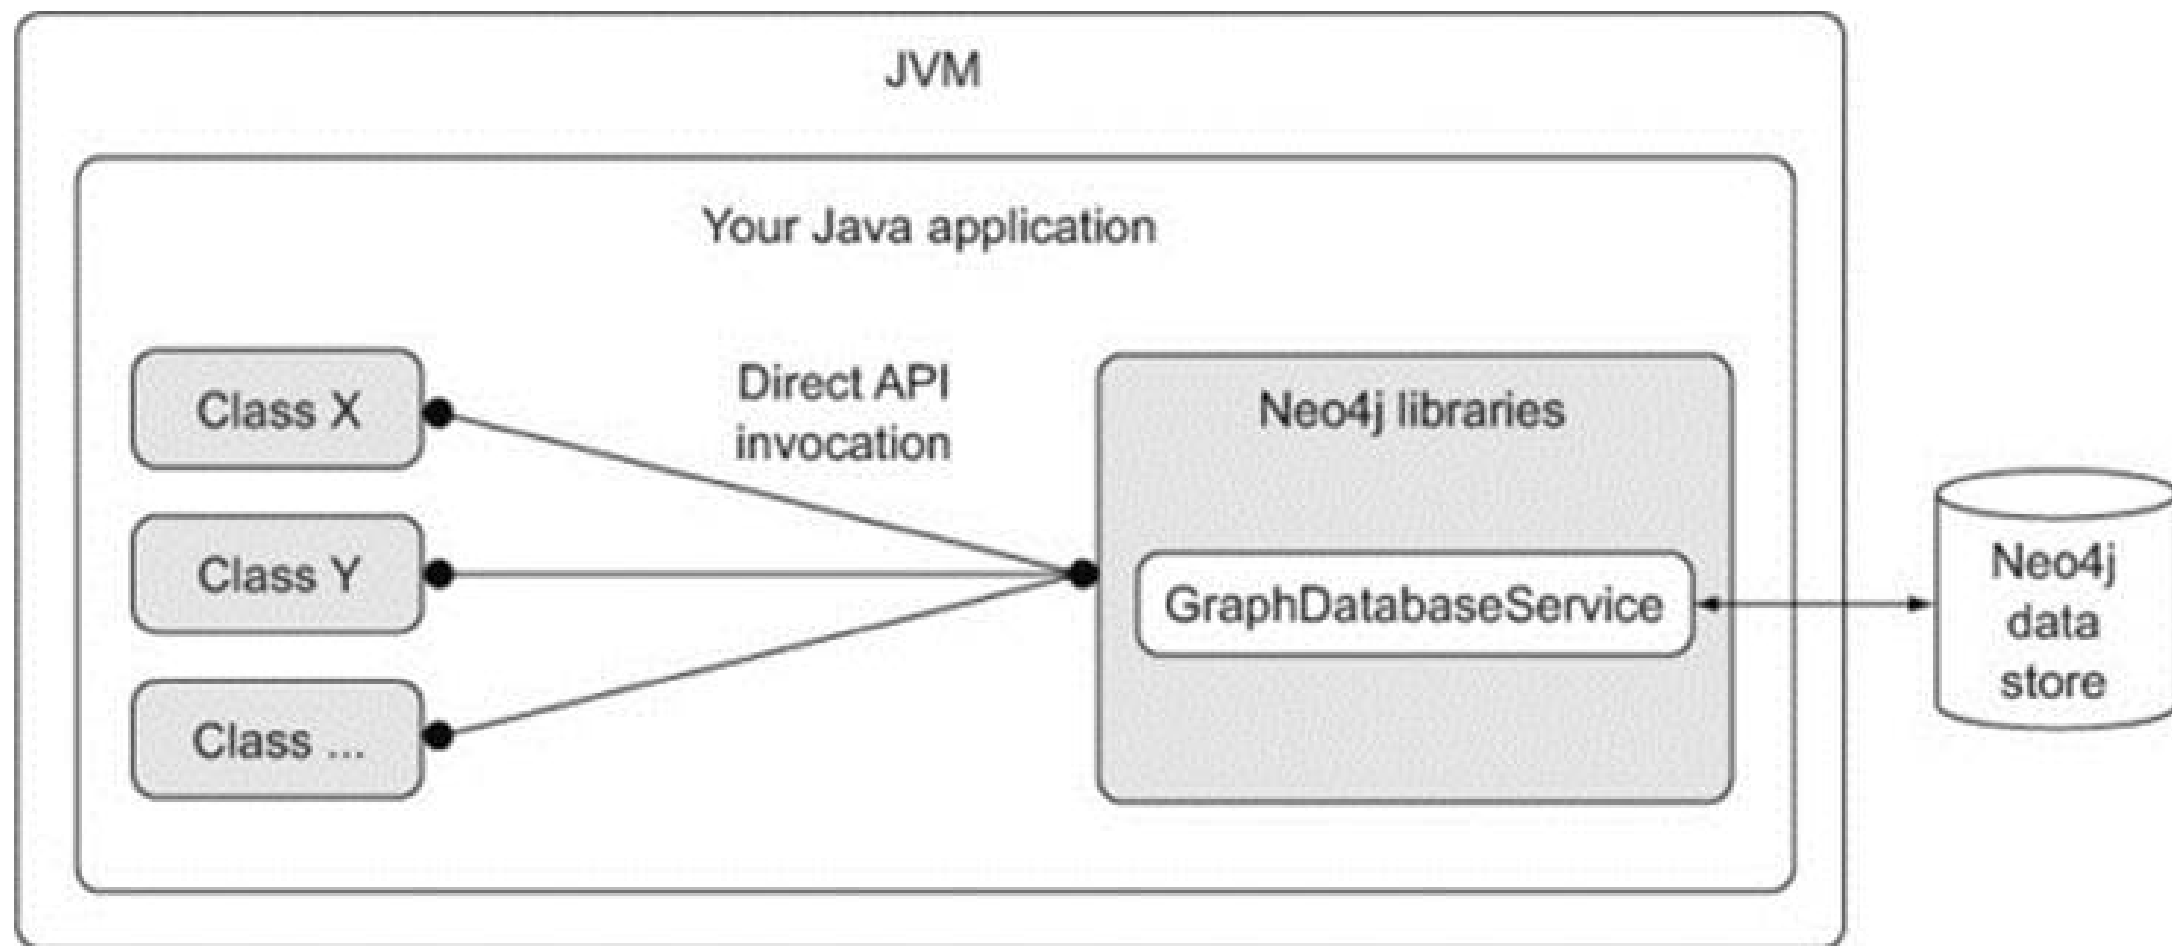 JVM
Your Java application
Class X
Direct API
invocation
Neo4j libraries
Class Y
GraphDatabaseService
Class ...
Neo4j
data
store